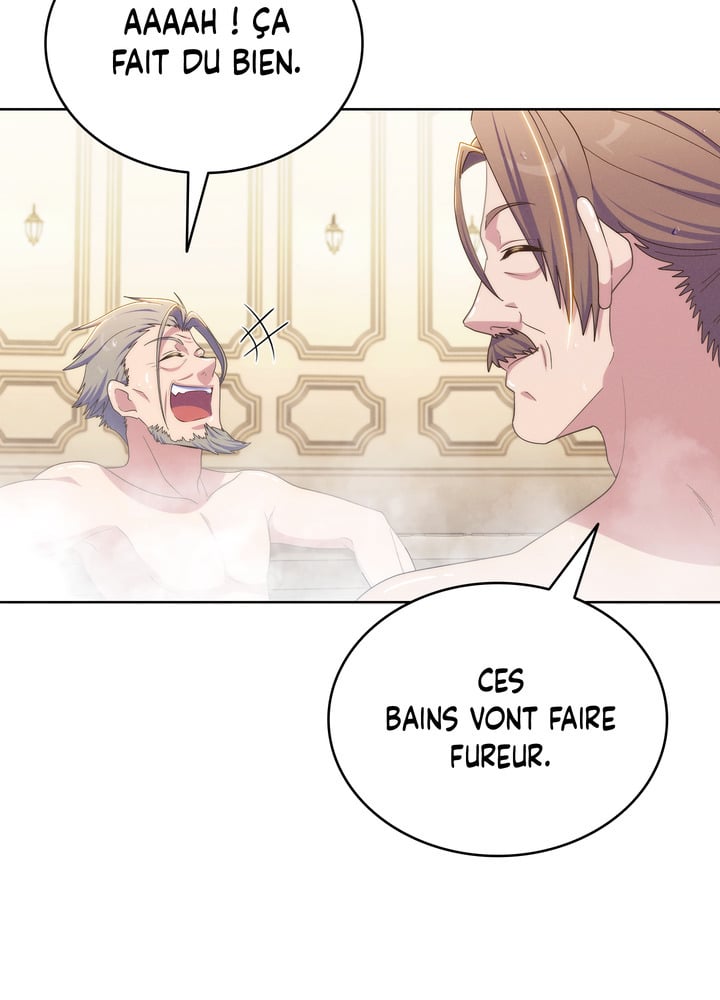 AAAAH ! ÇA
FAIT DU BIEN.
CES
BAINS VONT FAIRE
FUREUR.